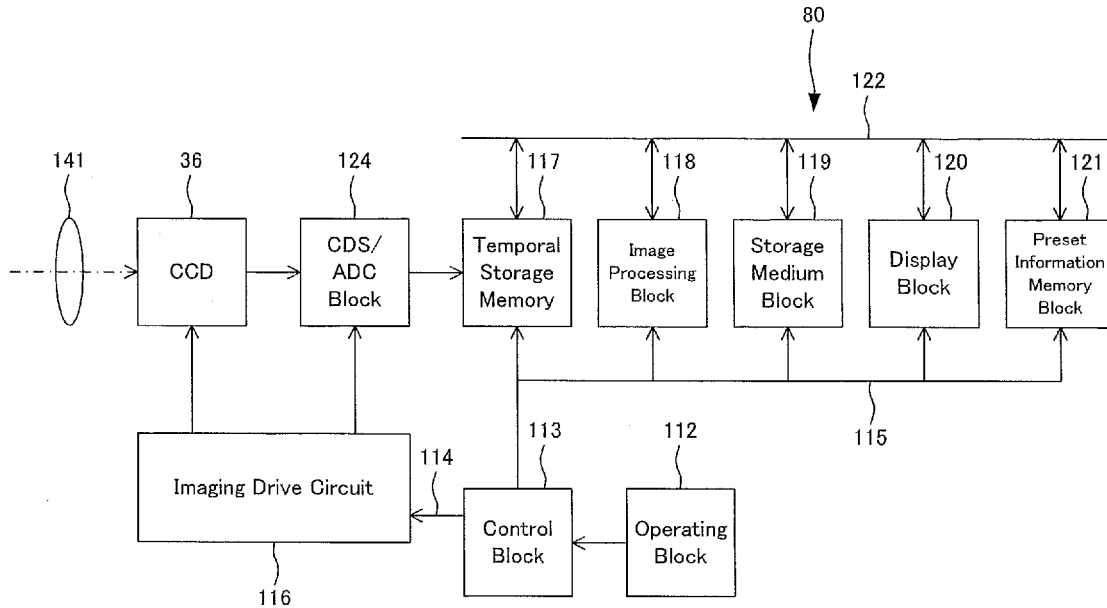 80
122
141
36
124
117
118
119
120
121
CCD
CDS/
ADC
Block
Temporal
Storage
Memory
Image
Processing
Block
Storage
Medium
Block
Display
Block
Preset
Information
Memory
Block
115
Imaging Drive Circuit
114
113
112
Control
Block
Operating
Block
116